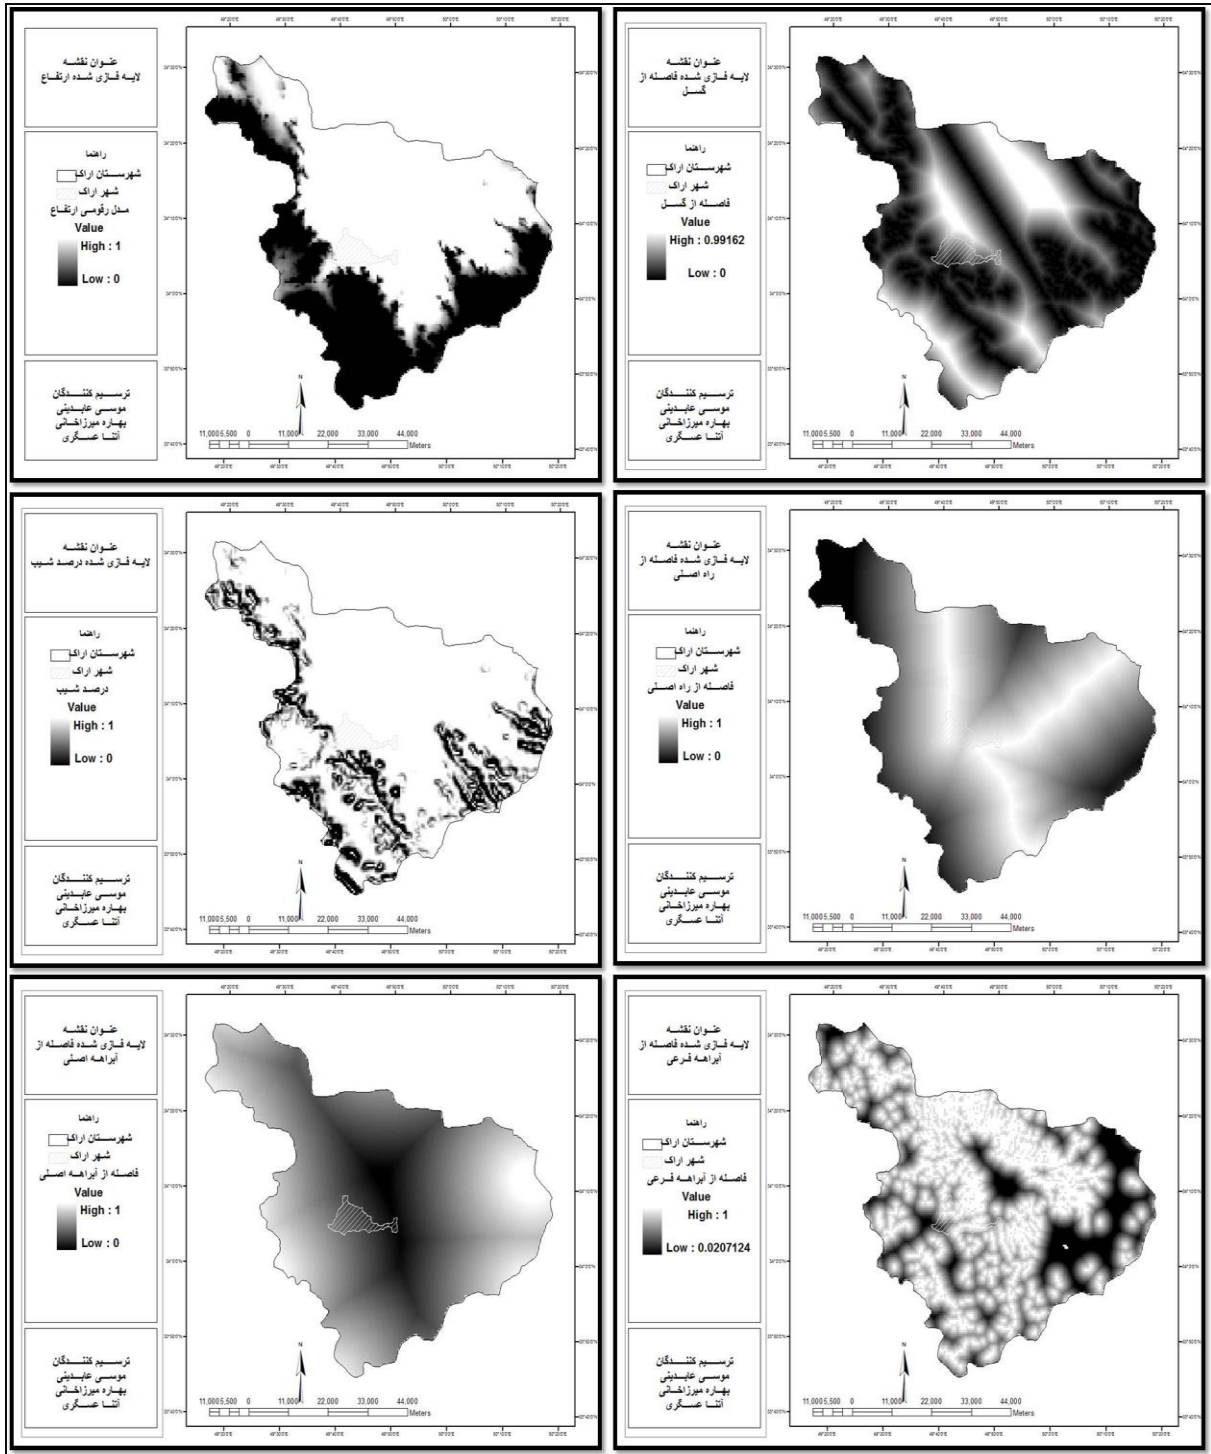 عنوان نقشه
لایه فازی شده ارتفاع
راهنما
شهرستان اراک
شهر اراک
مدل رقومی ارتفاع
Value
High : 1
Low : 0
ترسیم کنندگان
موسی عابدینی
بهاره میرزاخانی
آتنا عسگری
N
11,000 5,500 0 11,000 22,000 33,000 44,000
Meters
عنوان نقشه
لایه فازی شده فاصله از
گسل
راهنما
شهرستان اراک
شهر اراک
فاصله از گسل
Value
High : 0.99162
Low : 0
ترسیم کنندگان
موسی عابدینی
بهاره میرزاخانی
آتنا عسگری
N
11,000 5,500 0 11,000 22,000 33,000 44,000
Meters
عنوان نقشه
لایه فازی شده درصد شیب
راهنما
شهرستان اراک
شهر اراک
درصد شیب
Value
High : 1
Low : 0
ترسیم کنندگان
موسی عابدینی
بهاره میرزاخانی
آتنا عسگری
N
11,000 5,500 0 11,000 22,000 33,000 44,000
Meters
عنوان نقشه
لایه فازی شده فاصله از
راه اصلی
راهنما
شهرستان اراک
شهر اراک
فاصله از راه اصلی
Value
High : 1
Low : 0
ترسیم کنندگان
موسی عابدینی
بهاره میرزاخانی
آتنا عسگری
N
11,000 5,500 0 11,000 22,000 33,000 44,000
Meters
عنوان نقشه
لایه فازی شده فاصله از
آبراهه اصلی
راهنما
شهرستان اراک
شهر اراک
فاصله از آبراهه اصلی
Value
High : 1
Low : 0
ترسیم کنندگان
موسی عابدینی
بهاره میرزاخانی
آتنا عسگری
N
11,000 5,500 0 11,000 22,000 33,000 44,000
Meters
عنوان نقشه
لایه فازی شده فاصله از
آبراهه فرعی
راهنما
شهرستان اراک
شهر اراک
فاصله از آبراهه فرعی
Value
High : 1
Low : 0.0207124
ترسیم کنندگان
موسی عابدینی
بهاره میرزاخانی
آتنا عسگری
N
11,000 5,500 0 11,000 22,000 33,000 44,000
Meters